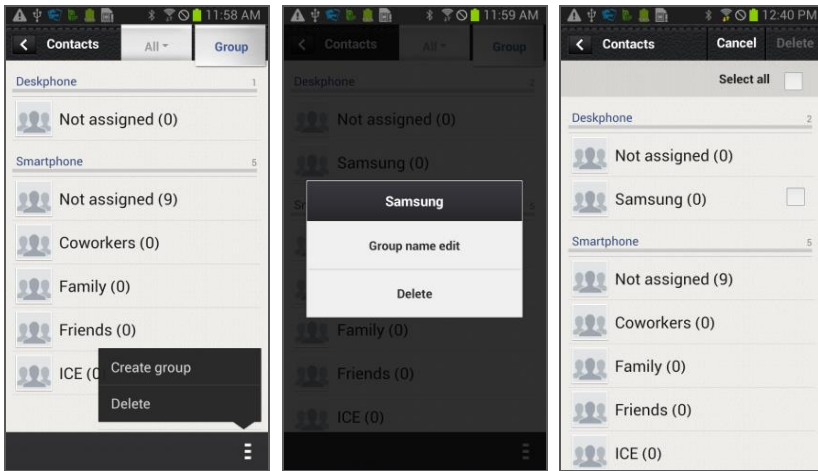 11:58 AM
Contacts
All
Group
Deskphone 1
Not assigned (0)
Smartphone 5
Not assigned (9)
Coworkers (0)
Family (0)
Friends (0)
ICE (0
Create group
Delete
11:59 AM
Contacts
All
Group
Deskphone 2
Not assigned (0)
Samsung (0)
Sr 5
Samsung
Group name edit
Delete
Family (0)
Friends (0)
ICE (0)
12:40 PM
Contacts Cancel Delete
Select all
Deskphone 2
Not assigned (0)
Samsung (0)
Smartphone 5
Not assigned (9)
Coworkers (0)
Family (0)
Friends (0)
ICE (0)